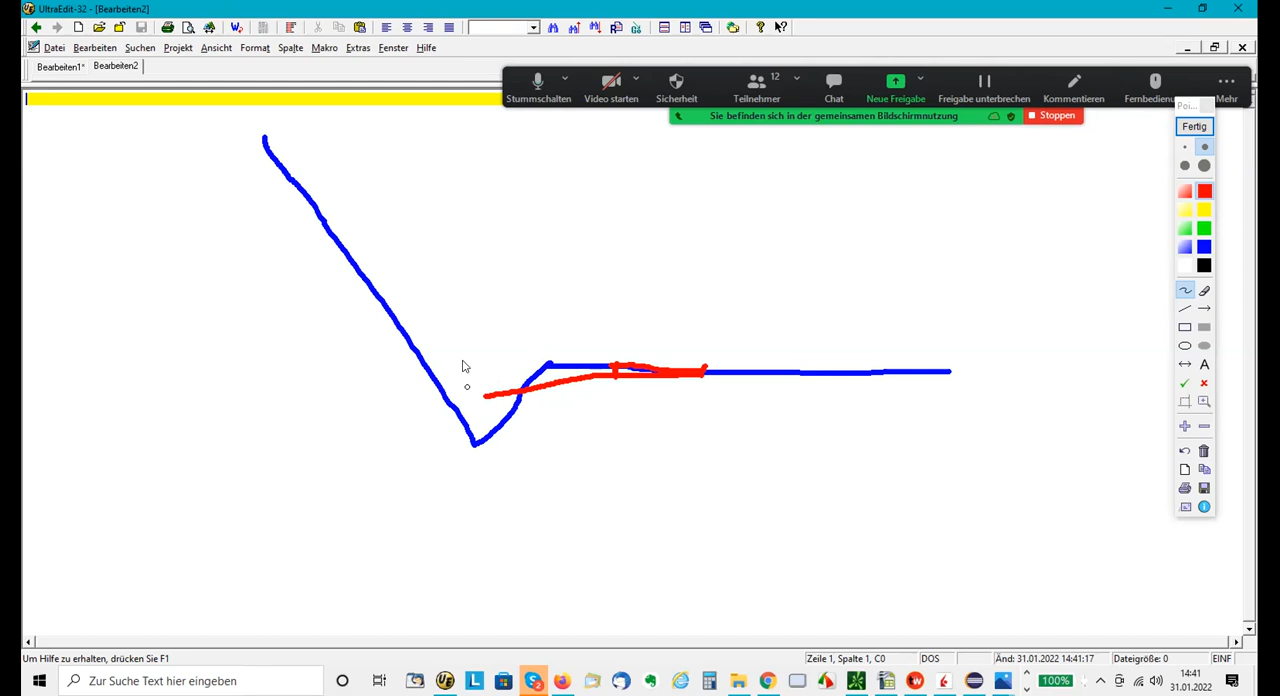 UltraEdit-32 - [Bearbeiten2]
Datei Bearbeiten Suchen Projekt Ansicht Format Spalte Makro Extras Fenster Hilfe
Bearbeiten1* Bearbeiten2
12
Stummschalten Video starten Sicherheit Teilnehmer Chat Neue Freigabe Freigabe unterbrechen Kommentieren Fernbedienu Mehr
Poi...
Sie befinden sich in der gemeinsamen Bildschirmnutzung Stoppen
Fertig
A
Um Hilfe zu erhalten, drücken Sie F1 Zeile 1, Spalte 1, C0 DOS Änd: 31.01.2022 14:41:17 Dateigröße: 0 EINF
Zur Suche Text hier eingeben 100% 14:41
31.01.2022